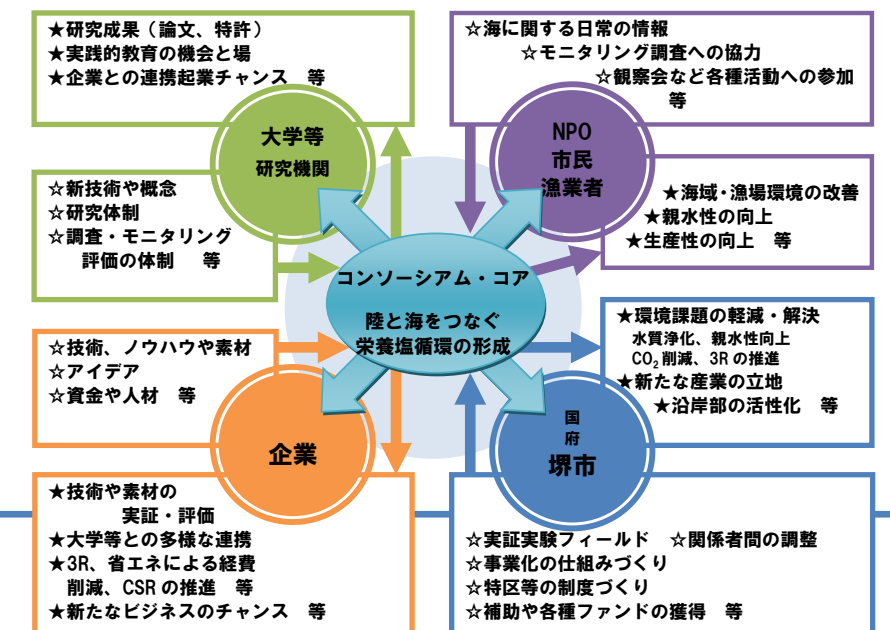 ★研究成果（論文、特許）
★実践的教育の機会と場
★企業との連携起業チャンス　等
大学等
研究機関
☆新技術や概念
☆研究体制
☆調査・モニタリング
評価の体制　等
☆海に関する日常の情報
☆モニタリング調査への協力
☆観察会など各種活動への参加
等
NPO
市民
漁業者
★海域・漁場環境の改善
★親水性の向上
★生産性の向上　等
コンソーシアム・コア
陸と海をつなぐ
栄養塩循環の形成
☆技術、ノウハウや素材
☆アイデア
☆資金や人材　等
企業
★技術や素材の
実証・評価
★大学等との多様な連携
★3R、省エネによる経費
削減、CSRの推進　等
★新たなビジネスのチャンス　等
★環境課題の軽減・解決
水質浄化、親水性向上
CO₂削減、3Rの推進
★新たな産業の立地
★沿岸部の活性化　等
国
府
堺市
☆実証実験フィールド　☆関係者間の調整
☆事業化の仕組みづくり
☆特区等の制度づくり
☆補助や各種ファンドの獲得　等